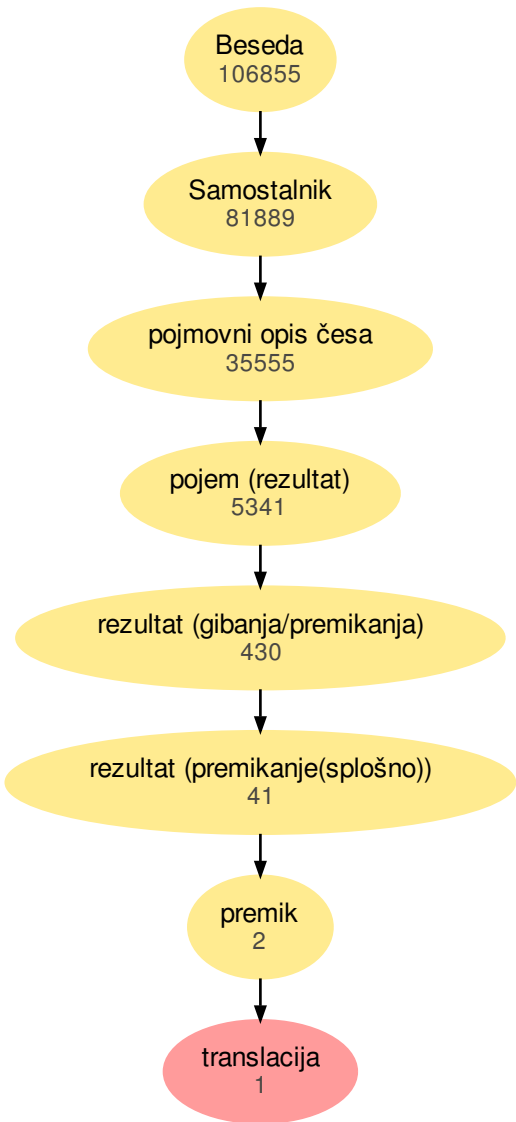 Beseda
106855
Samostalnik
81889
pojmovni opis česa
35555
pojem (rezultat)
5341
rezultat (gibanja/premikanja)
430
rezultat (premikanje(splošno))
41
premik
2
translacija
1